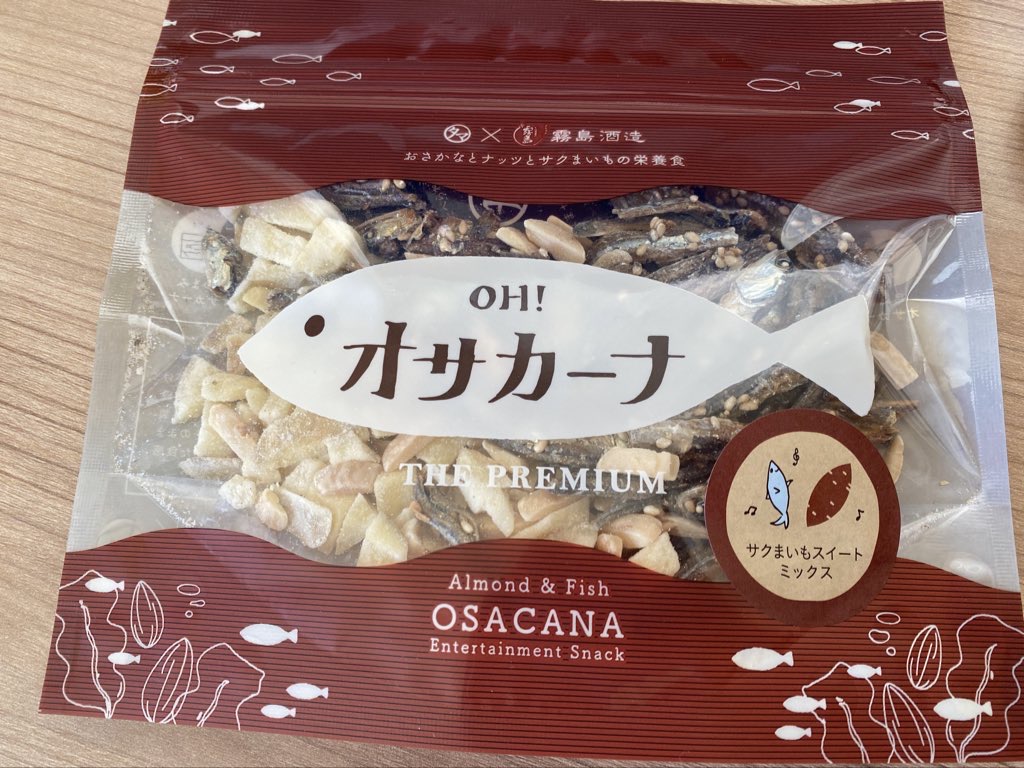 タマ × 霧島酒造
おさかなとナッツとサクまいもの栄養食
OH!
オサカーナ
THE PREMIUM
サクまいもスイート
ミックス
Almond & Fish
OSACANA
Entertainment Snack